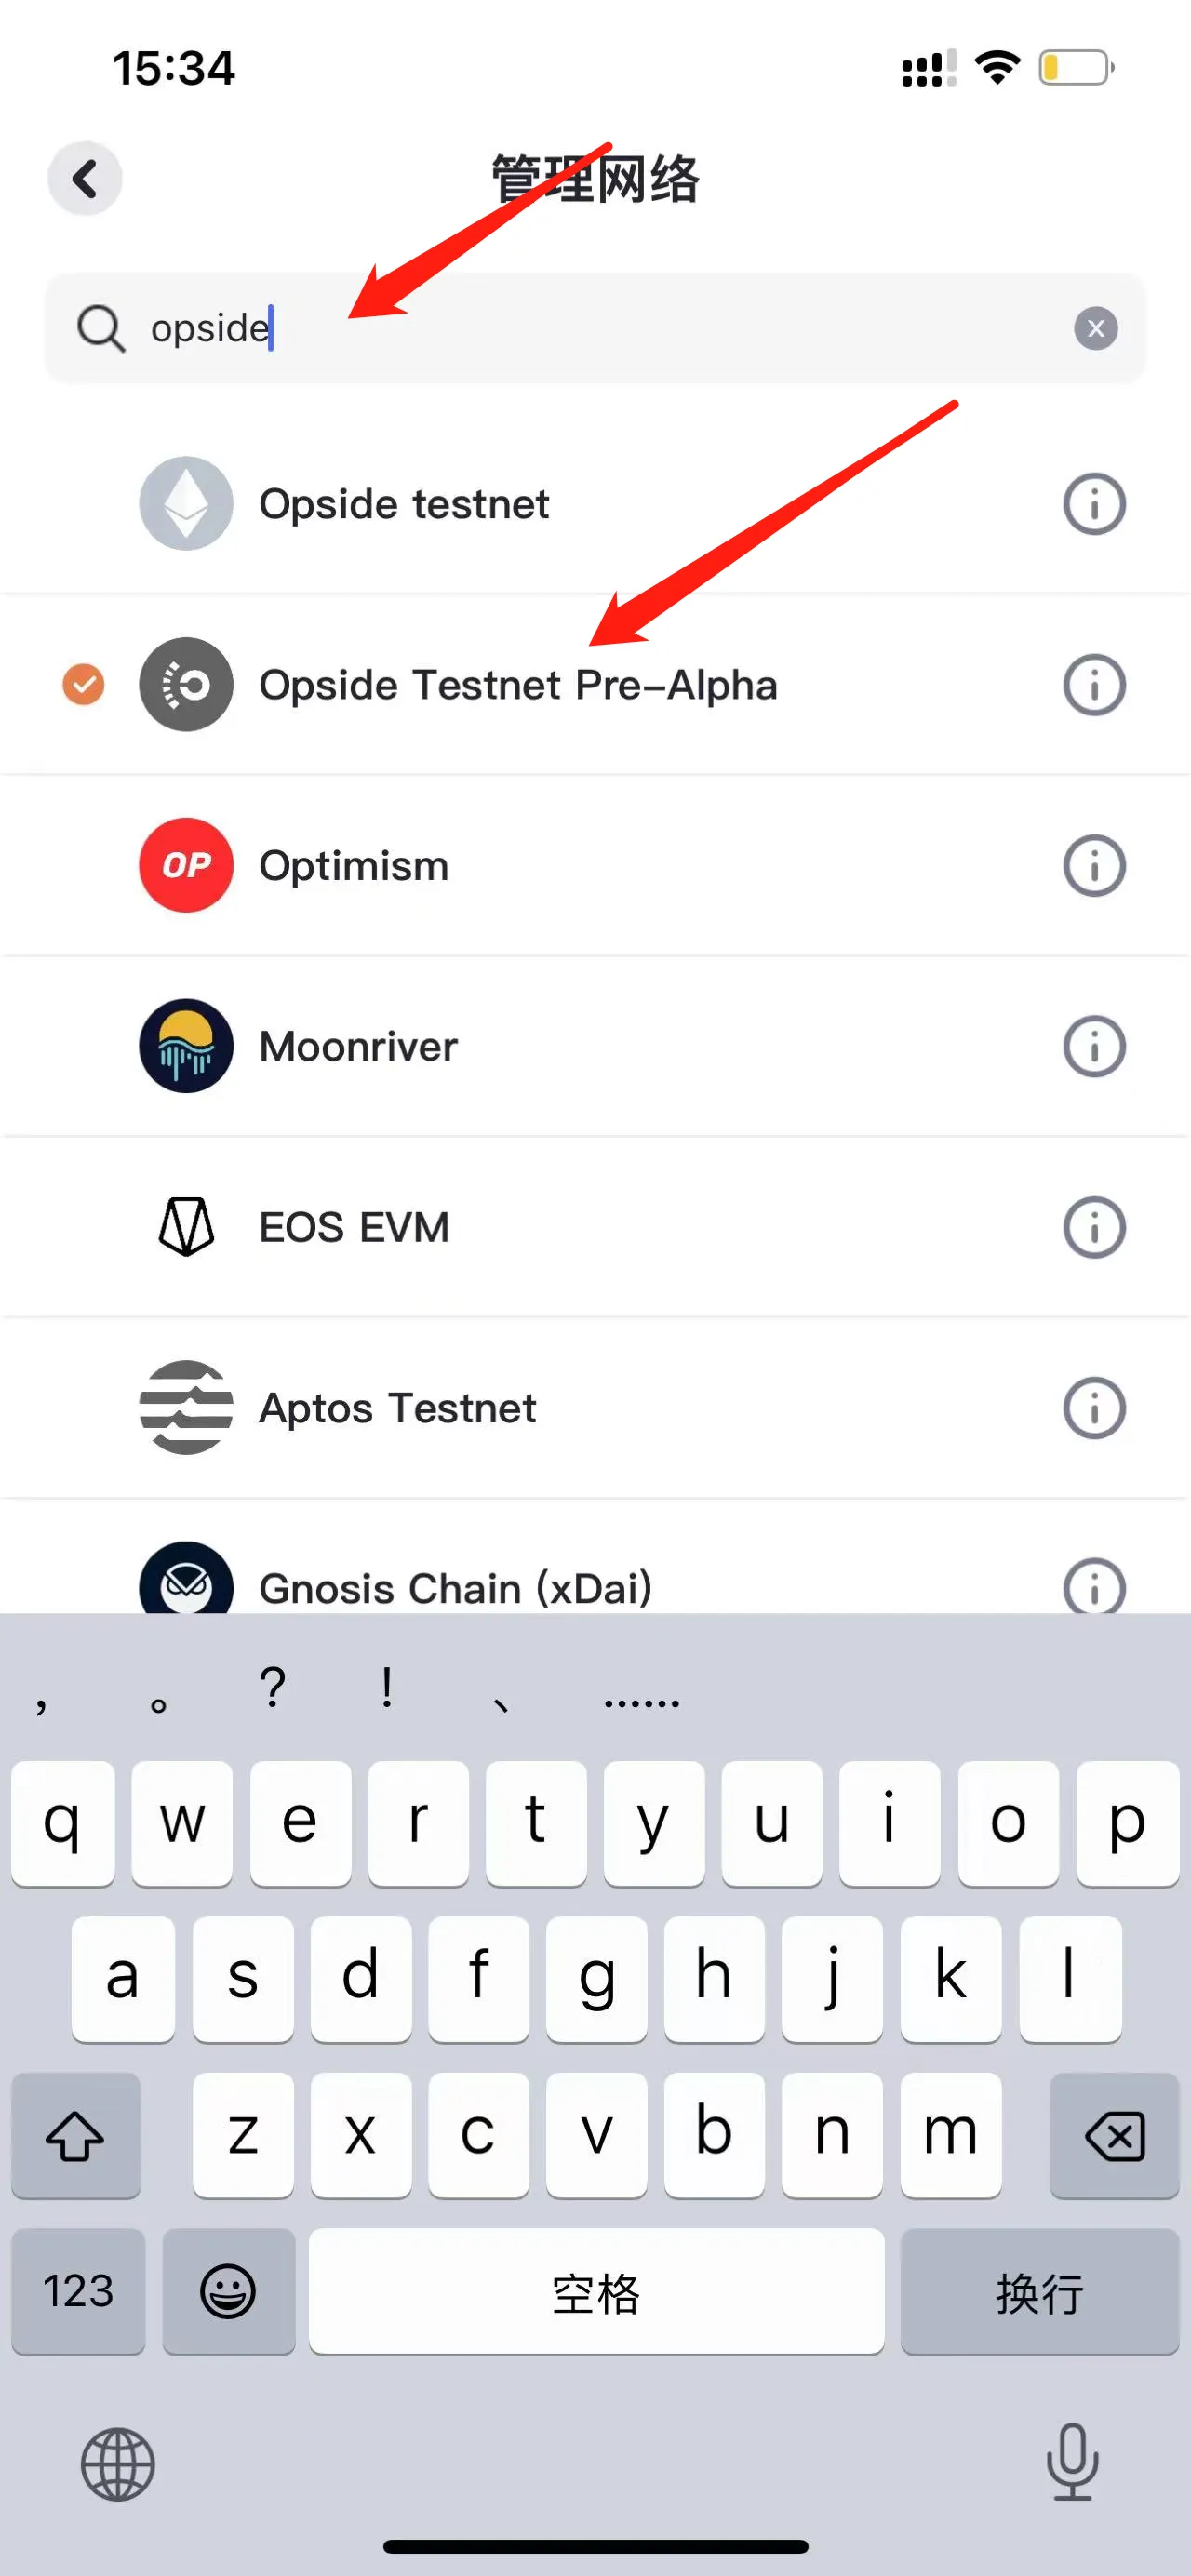 15:34
管理网络
opside
Opside testnet
Opside Testnet Pre-Alpha
OP
Optimism
Moonriver
EOS EVM
Aptos Testnet
Gnosis Chain (xDai)
， 。 ? ! 、 ......
q w e r t y u i o p
a s d f g h j k l
z x c v b n m
123 空格 换行